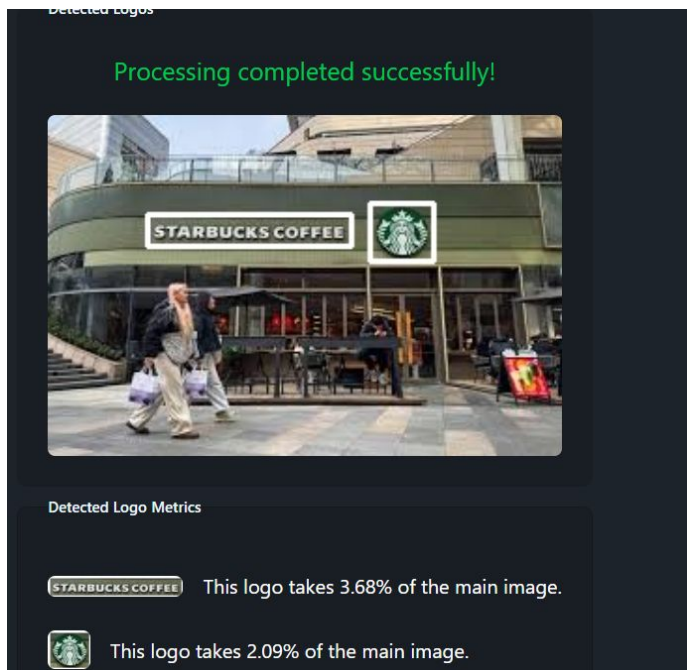 Detected Logos
Processing completed successfully!
STARBUCKS COFFEE
Detected Logo Metrics
STARBUCKS COFFEE This logo takes 3.68% of the main image.
This logo takes 2.09% of the main image.